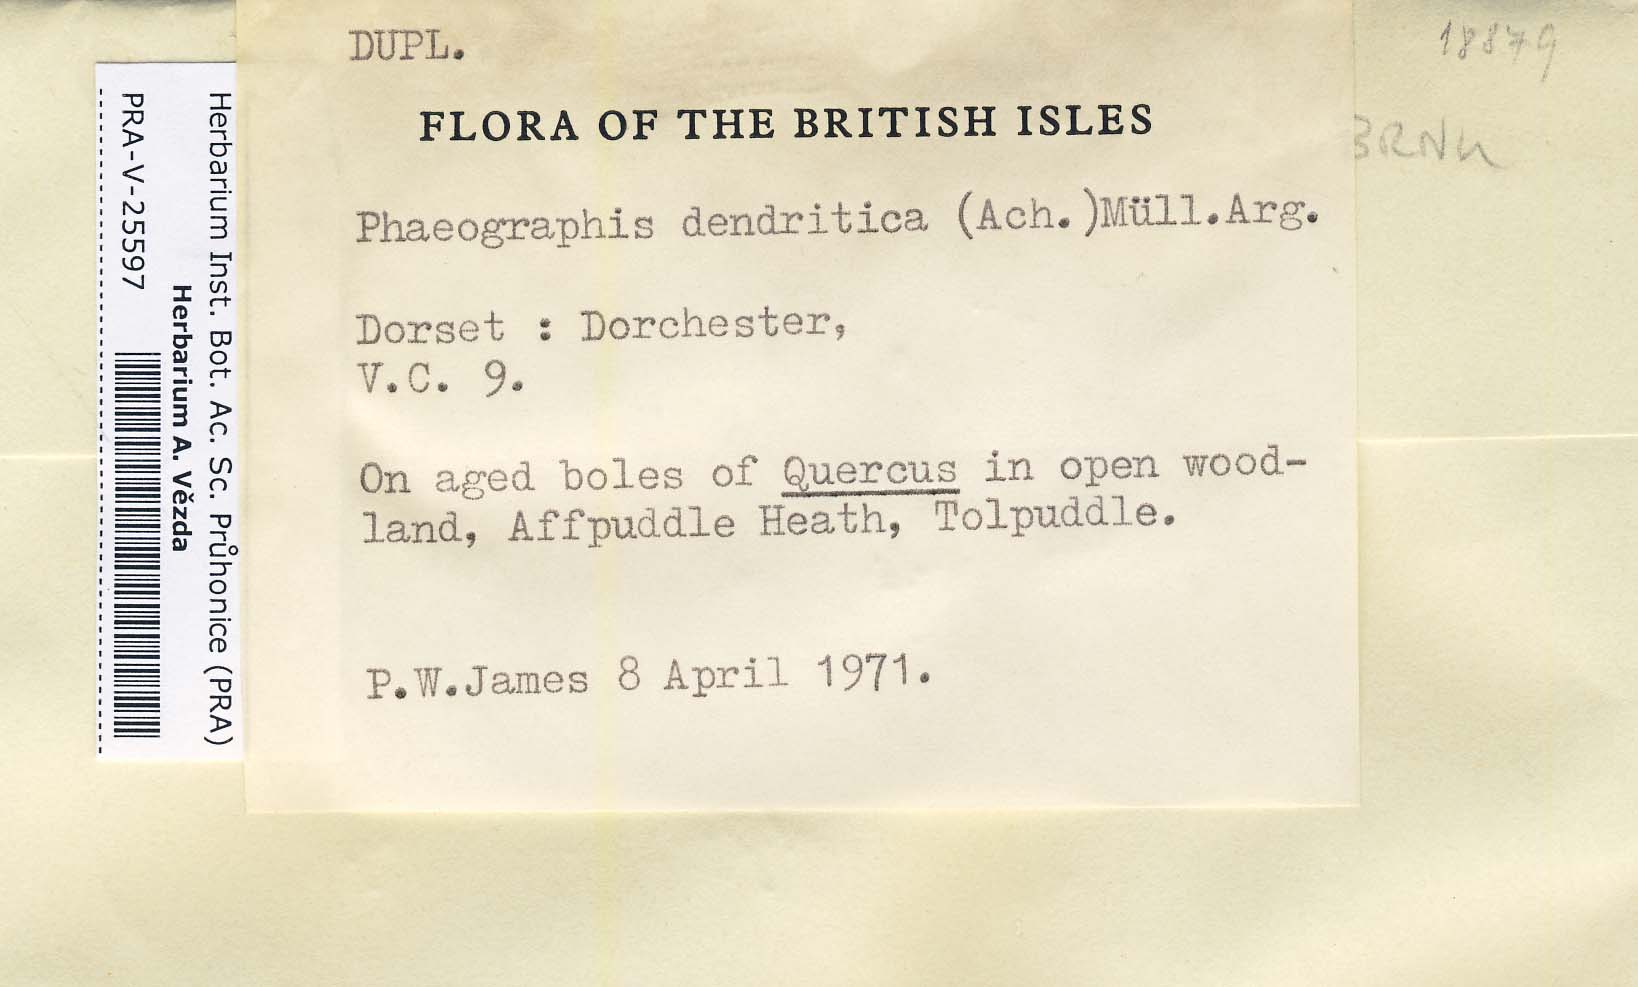 DUPL.
18879
FLORA OF THE BRITISH ISLES
BRNU
Phaeographis dendritica (Ach.)Müll.Arg.
Dorset : Dorchester,
V.C. 9.
On aged boles of Quercus in open wood-
land, Affpuddle Heath, Tolpuddle.
P.W.James 8 April 1971.
Herbarium Inst. Bot. Ac. Sc. Průhonice (PRA)
Herbarium A. Vězda
PRA-V-25597